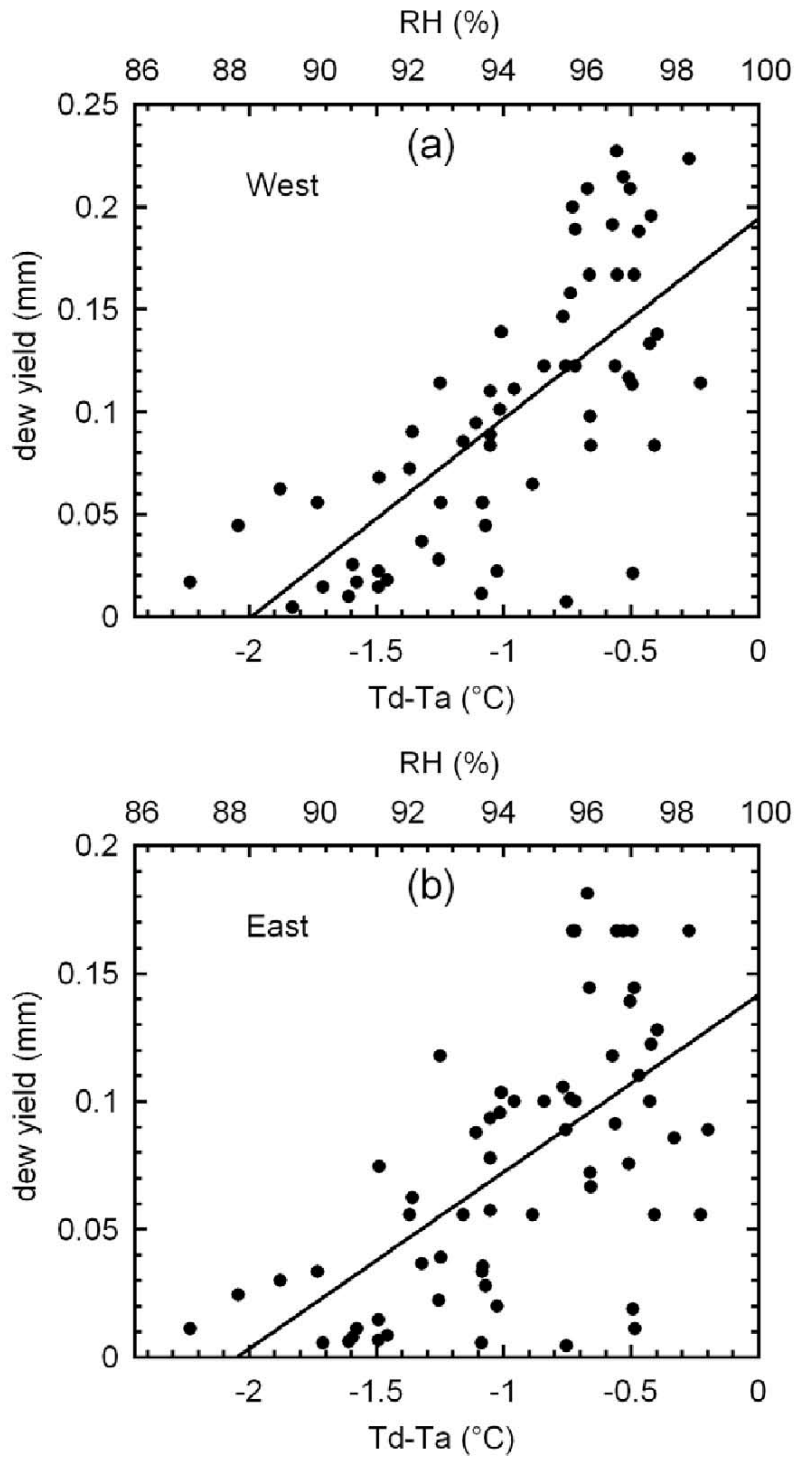 RH (%)
86 88 90 92 94 96 98 100
0.25
(a)
West
0.2
0.15
dew yield (mm)
0.1
0.05
0
-2 -1.5 -1 -0.5 0
Td-Ta (°C)
RH (%)
86 88 90 92 94 96 98 100
0.2
(b)
East
0.15
dew yield (mm)
0.1
0.05
0
-2 -1.5 -1 -0.5 0
Td-Ta (°C)